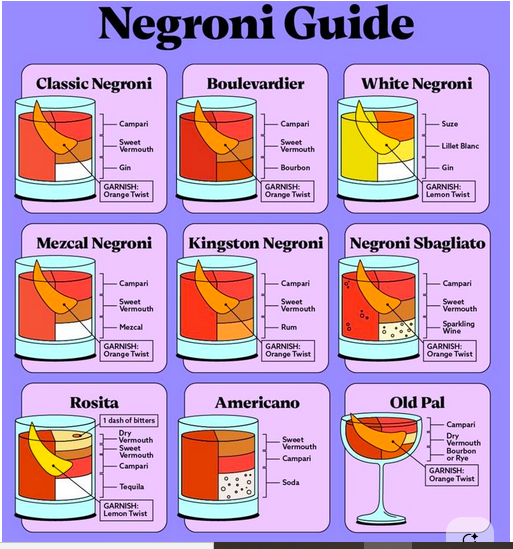 Negroni Guide
Classic Negroni
Campari
Sweet
Vermouth
Gin
GARNISH:
Orange Twist
Boulevardier
Campari
Sweet
Vermouth
Bourbon
GARNISH:
Orange Twist
White Negroni
Suze
Lillet Blanc
Gin
GARNISH:
Lemon Twist
Mezcal Negroni
Campari
Sweet
Vermouth
Mezcal
GARNISH:
Orange Twist
Kingston Negroni
Campari
Sweet
Vermouth
Rum
GARNISH:
Orange Twist
Negroni Sbagliato
Campari
Sweet
Vermouth
Sparkling
Wine
GARNISH:
Orange Twist
Rosita
1 dash of bitters
Dry
Vermouth
Sweet
Vermouth
Campari
Tequila
GARNISH:
Lemon Twist
Americano
Sweet
Vermouth
Campari
Soda
Old Pal
Campari
Dry
Vermouth
Bourbon
or Rye
GARNISH:
Orange Twist